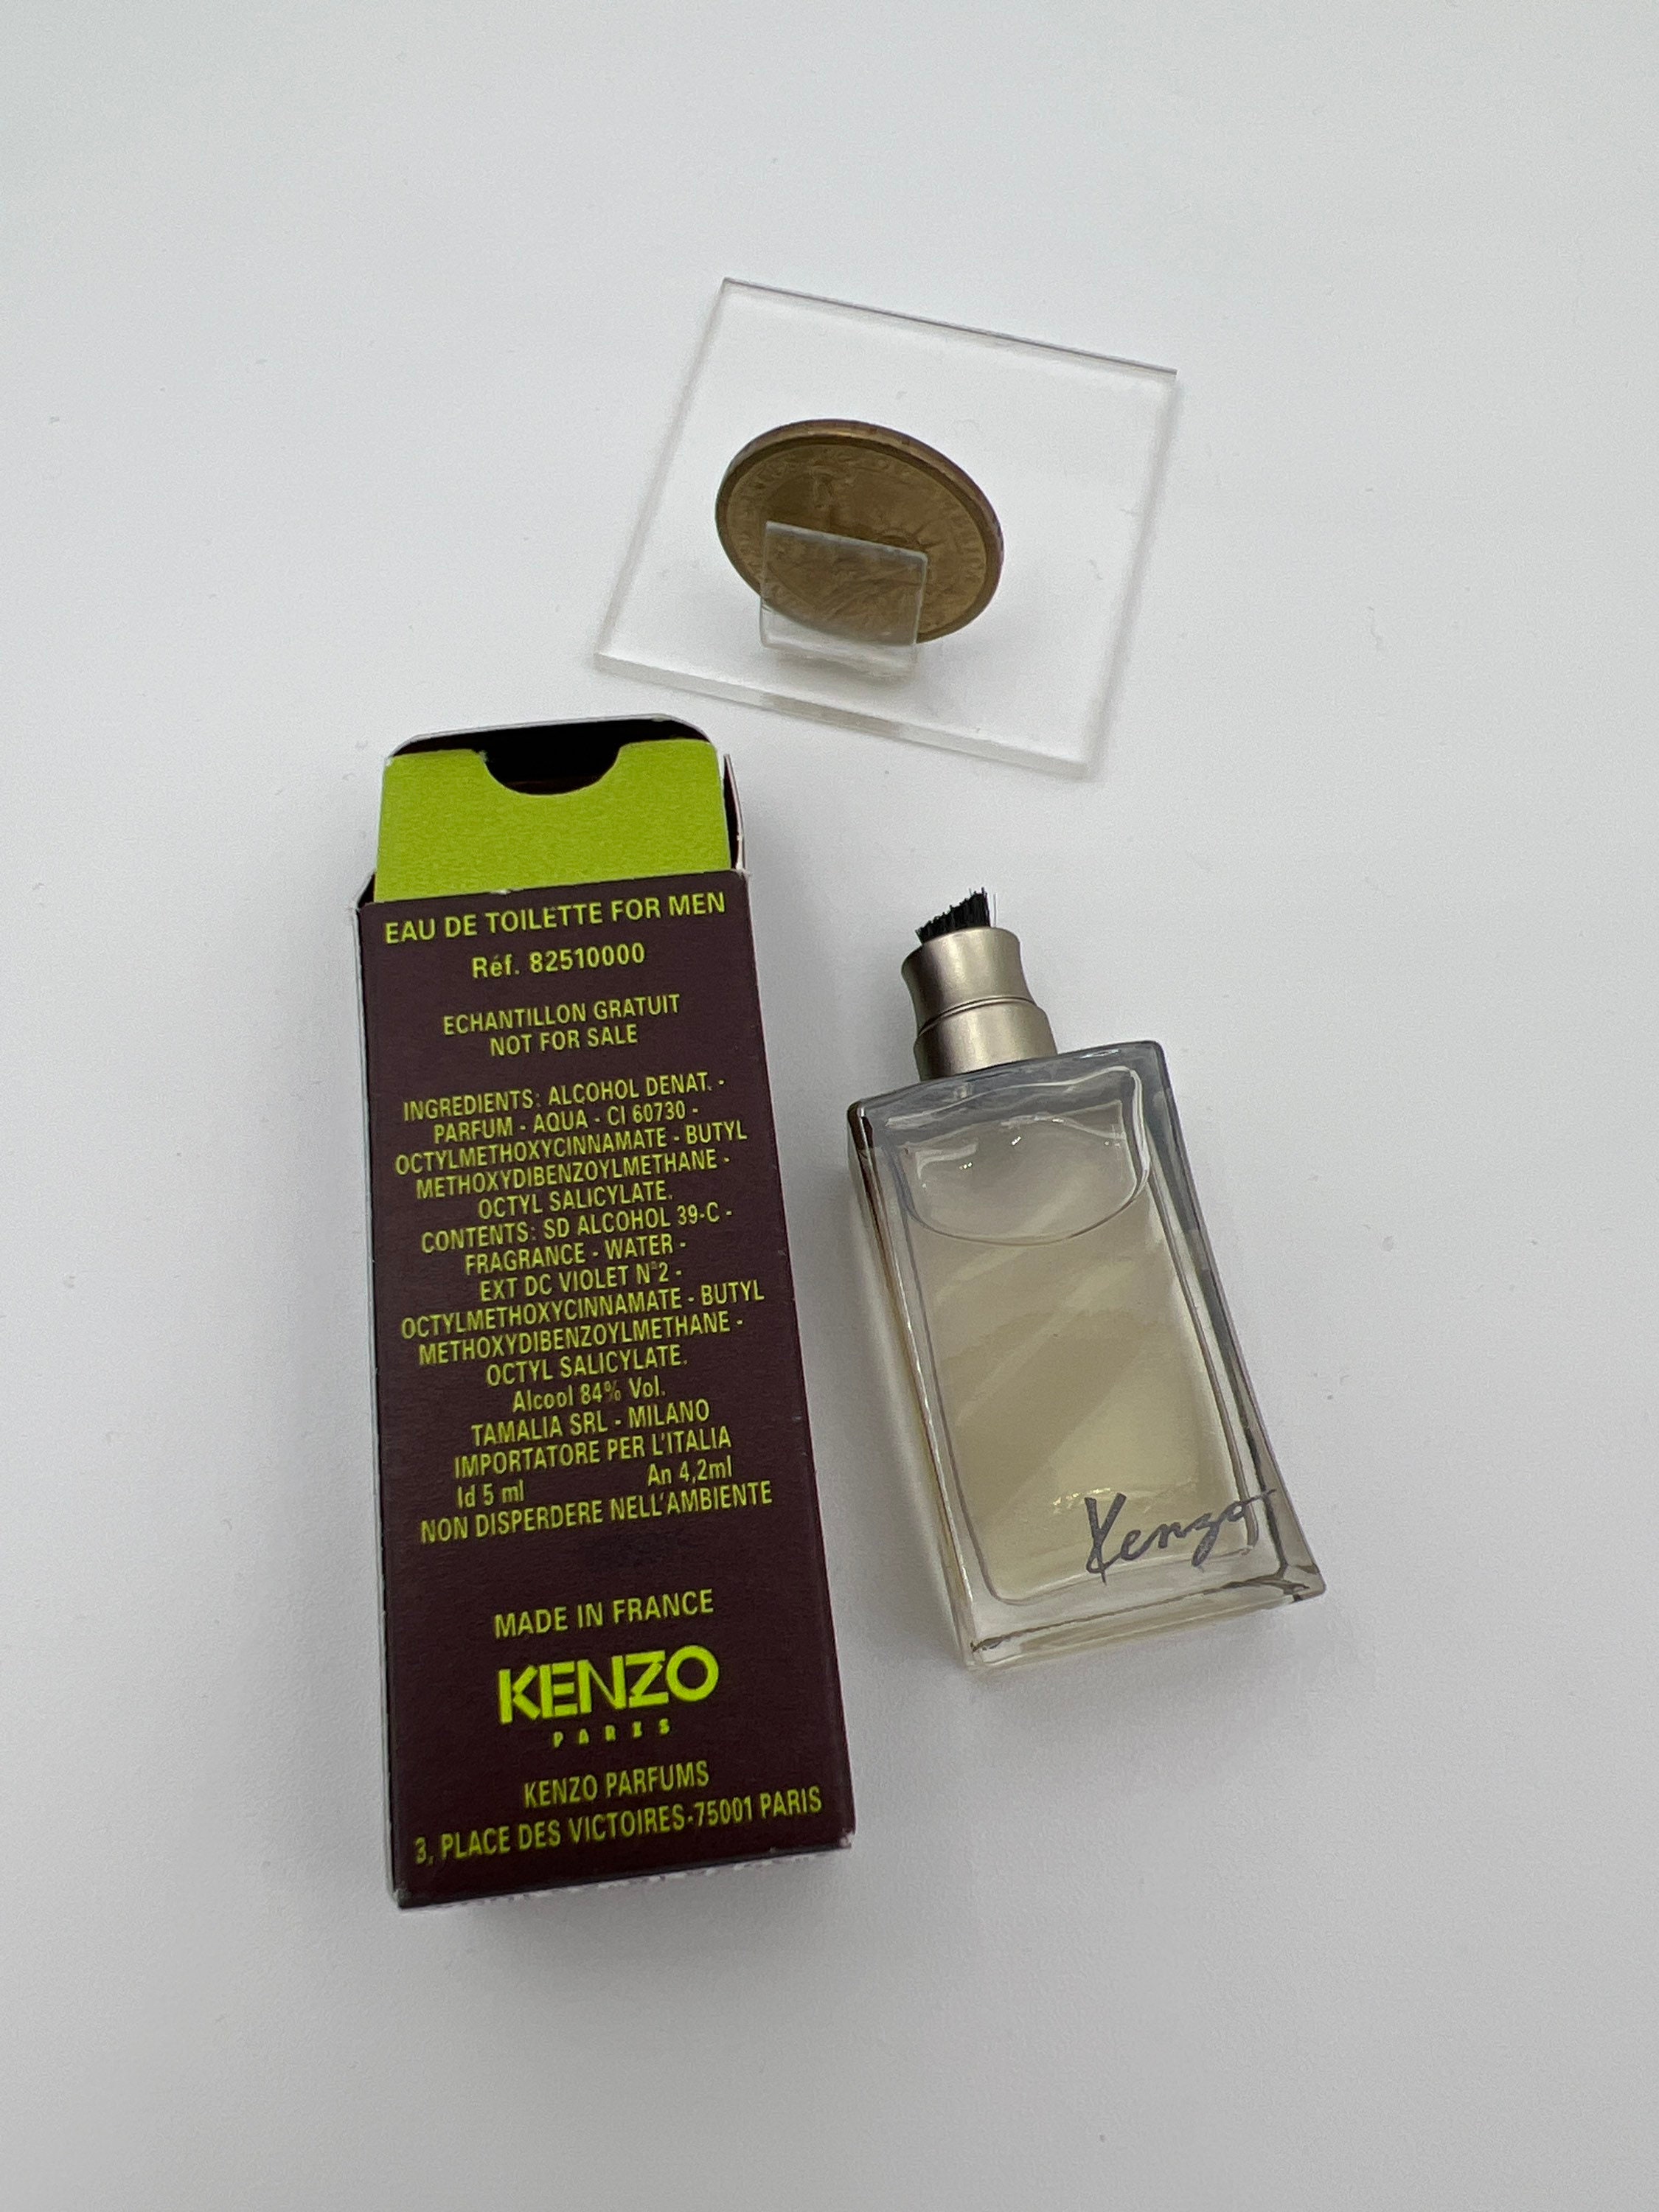 EAU DE TOILETTE FOR MEN
Réf. 82510000
ECHANTILLON GRATUIT
NOT FOR SALE
INGREDIENTS: ALCOHOL DENAT. -
PARFUM - AQUA - CI 60730 -
OCTYLMETHOXYCINNAMATE - BUTYL
METHOXYDIBENZOYLMETHANE -
OCTYL SALICYLATE.
CONTENTS: SD ALCOHOL 39-C -
FRAGRANCE - WATER -
EXT DC VIOLET N°2 -
OCTYLMETHOXYCINNAMATE - BUTYL
METHOXYDIBENZOYLMETHANE -
OCTYL SALICYLATE.
Alcool 84% Vol.
TAMALIA SRL - MILANO
IMPORTATORE PER L'ITALIA
Id 5 ml An 4,2ml
NON DISPERDERE NELL'AMBIENTE
MADE IN FRANCE
KENZO
PARIS
KENZO PARFUMS
3, PLACE DES VICTOIRES-75001 PARIS
Kenzo